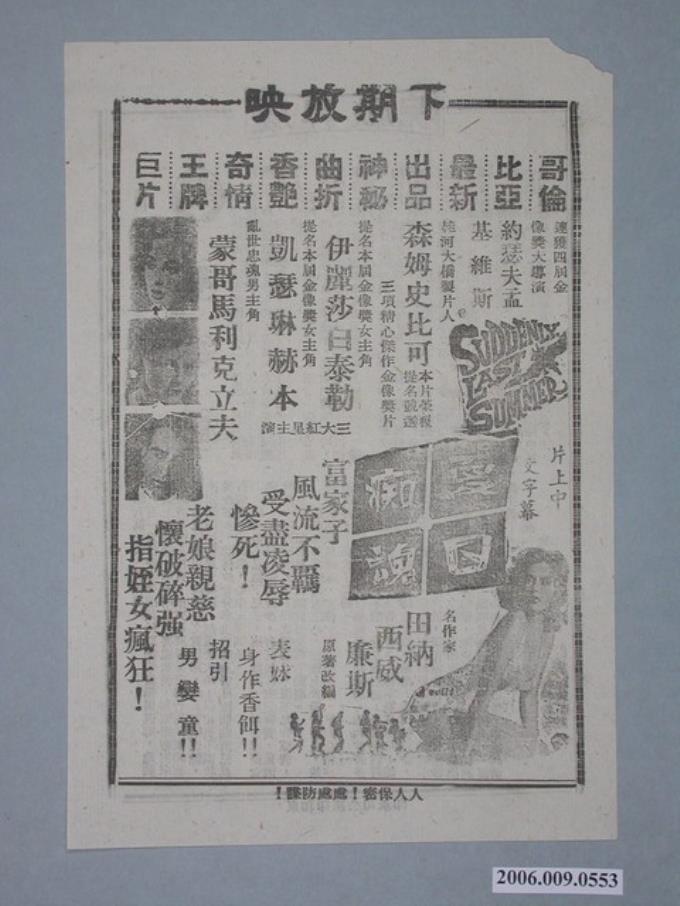 下期放映
哥倫
比亞
最新
出品
神秘
曲折
香艷
奇情
王牌
巨片
連獲四屆金
像獎大導演
約瑟夫孟
基維斯
桂河大橋製片人
森姆史比可
本片榮獲
提名競選
三項精心傑作金像獎片
提名本屆金像獎女主角
伊麗莎白泰勒
提名本屆金像獎女主角
凱瑟琳赫本
亂世忠魂男主角
蒙哥馬利克立夫
三大紅星主演
SUDDENLY,
LAST
SUMMER
片上中
文字幕
夏日
痴魂
富家子
風流不羈
受盡凌辱
慘死！
老娘親慈
懷破碎強
指姪女瘋狂！
名作家
田納
西威
廉斯
原著改編
表妹
身作香餌!!
招引
男孌童!!
人人保密！處處防諜！
2006.009.0553